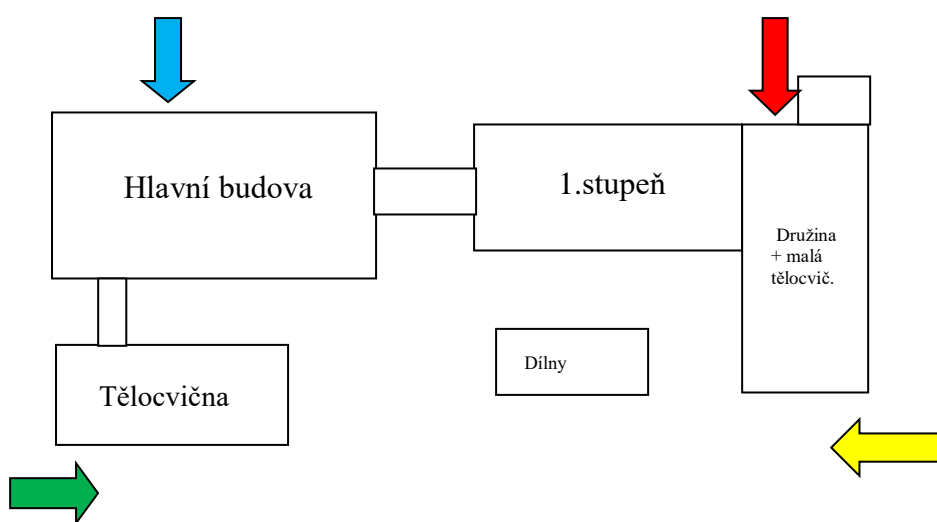 Hlavní budova
1.stupeň
Družina
+ malá
tělocvič.
Dílny
Tělocvična